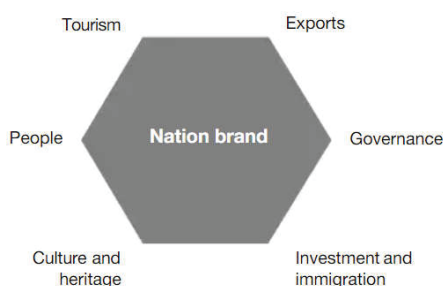 Tourism
Exports
People
Nation brand
Governance
Culture and
heritage
Investment and
immigration